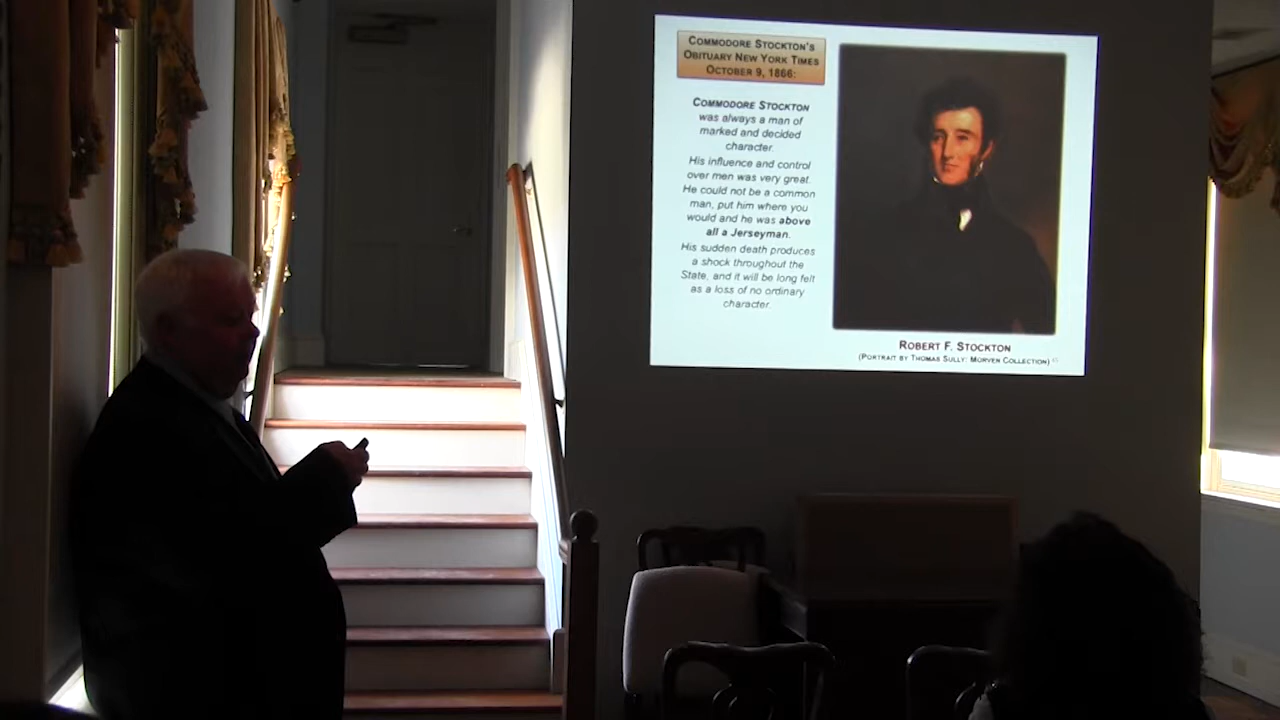 COMMODORE STOCKTON'S
OBITUARY NEW YORK TIMES
OCTOBER 9, 1866:
COMMODORE STOCKTON
was always a man of
marked and decided
character.
His influence and control
over men was very great.
He could not be a common
man, put him where you
would and he was above
all a Jerseyman.
His sudden death produces
a shock throughout the
State, and it will be long felt
as a loss of no ordinary
character.
ROBERT F. STOCKTON
(PORTRAIT BY THOMAS SULLY: MORVEN COLLECTION)